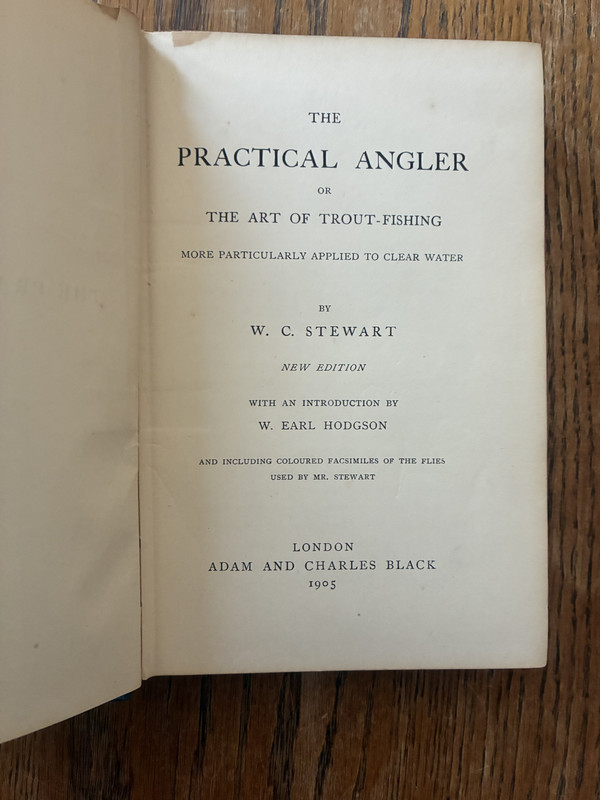 THE
PRACTICAL ANGLER
OR
THE ART OF TROUT-FISHING
MORE PARTICULARLY APPLIED TO CLEAR WATER
BY
W. C. STEWART
NEW EDITION
WITH AN INTRODUCTION BY
W. EARL HODGSON
AND INCLUDING COLOURED FACSIMILES OF THE FLIES
USED BY MR. STEWART
LONDON
ADAM AND CHARLES BLACK
1905